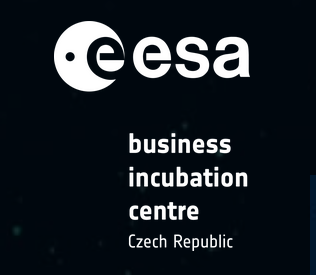 esa
business
incubation
centre
Czech Republic